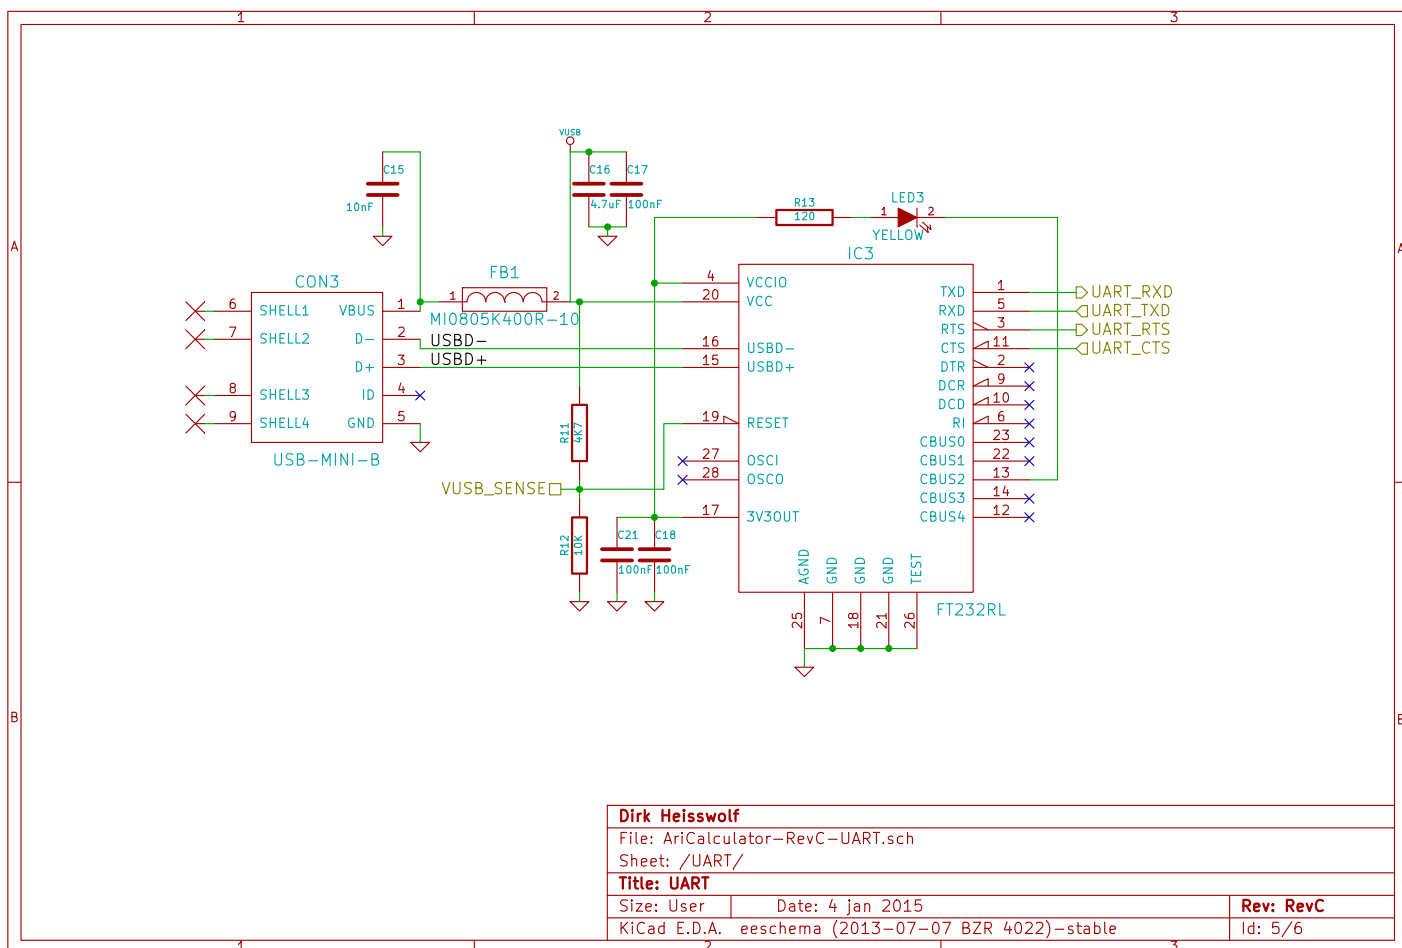 1 2 3
VUSB
C15
10nF
C16 C17
4.7uF 100nF
R13
120
LED3
1 2
YELLOW
IC3
A A
CON3
FB1
1 2
MI0805K400R-10
6 SHELL1 VBUS 1
7 SHELL2 D- 2
D+ 3
8 SHELL3 ID 4
9 SHELL4 GND 5
USB-MINI-B
USBD-
USBD+
4 VCCIO
20 VCC
16 USBD-
15 USBD+
19 RESET
27 OSCI
28 OSCO
17 3V3OUT
TXD 1 UART_RXD
RXD 5 UART_TXD
RTS 3 UART_RTS
CTS 11 UART_CTS
DTR 2
DCR 9
DCD 10
RI 6
CBUS0 23
CBUS1 22
CBUS2 13
CBUS3 14
CBUS4 12
R11
4K7
VUSB_SENSE
R12
10K
C21 C18
100nF 100nF
AGND GND GND GND TEST
25 7 18 21 26
FT232RL
B B
Dirk Heisswolf
File: AriCalculator-RevC-UART.sch
Sheet: /UART/
Title: UART
Size: User Date: 4 jan 2015 Rev: RevC
KiCad E.D.A. eeschema (2013-07-07 BZR 4022)-stable Id: 5/6
1 2 3